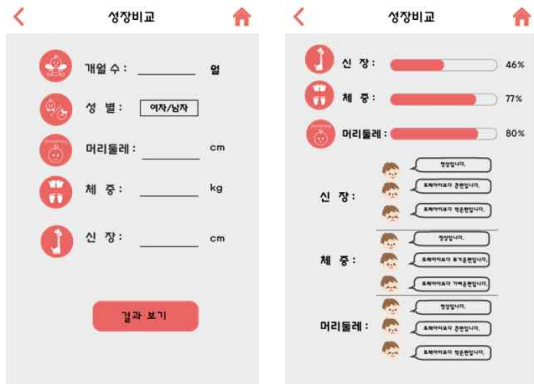 성장비교
개월 수 : 월
성 별 : 여자/남자
머리둘레 : cm
체 중 : kg
신 장 : cm
결과 보기
성장비교
신 장 : 46%
체 중 : 77%
머리둘레 : 80%
신 장 :
정상입니다.
또래아이보다 큰편입니다.
또래아이보다 작은편입니다.
체 중 :
정상입니다.
또래아이보다 무거운편입니다.
또래아이보다 가벼운편입니다.
머리둘레 :
정상입니다.
또래아이보다 큰편입니다.
또래아이보다 작은편입니다.